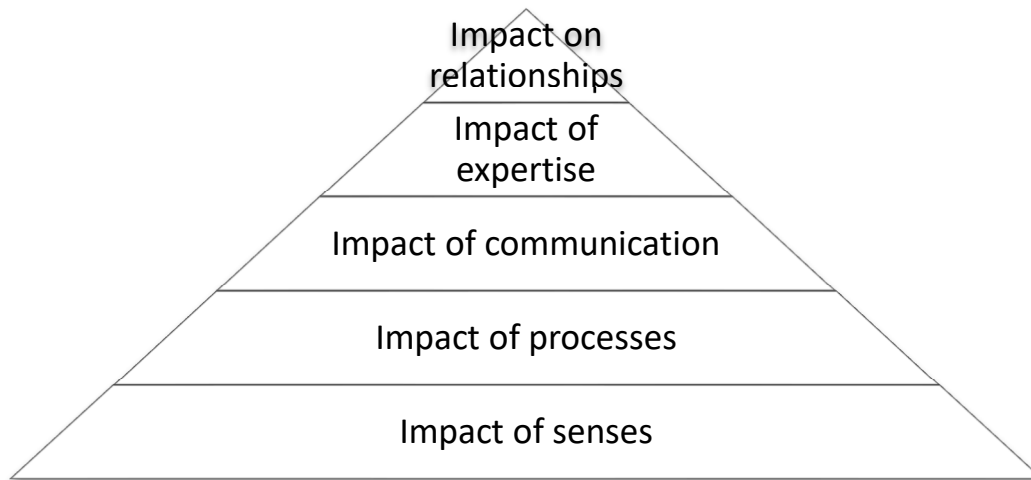 Impact on
relationships
Impact of
expertise
Impact of communication
Impact of processes
Impact of senses